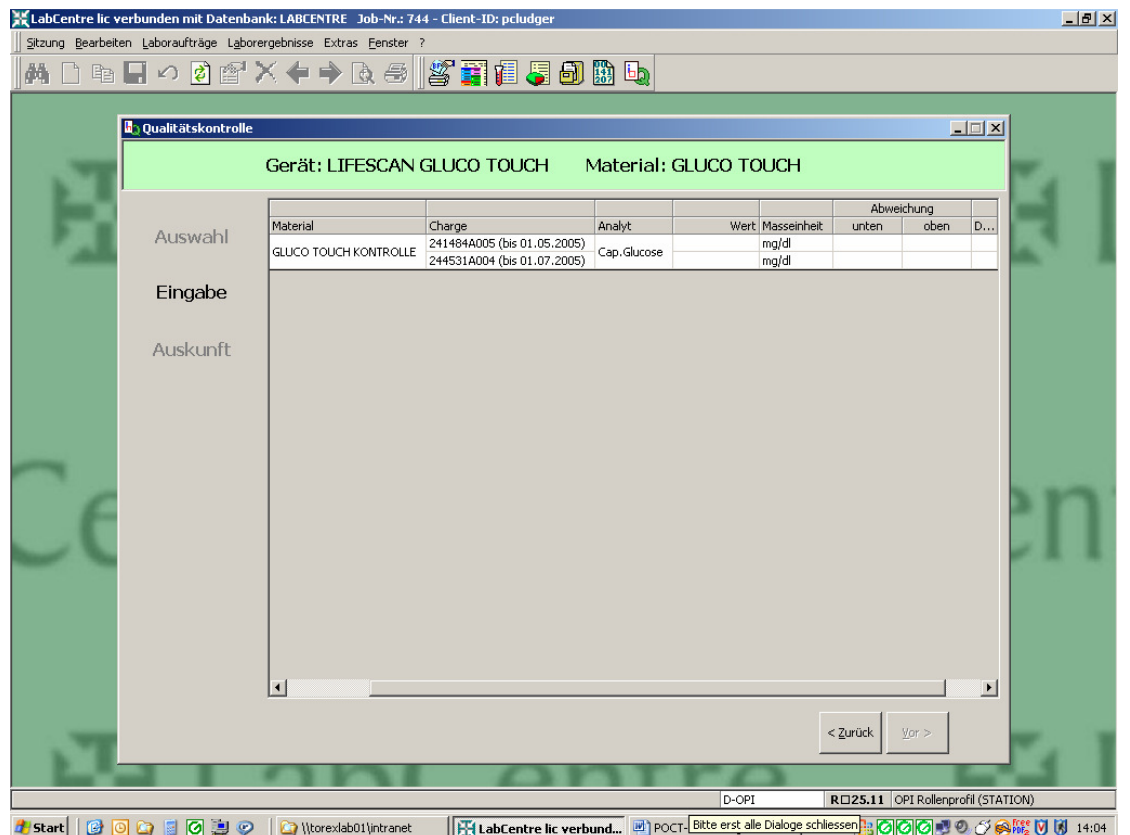 LabCentre lic verbunden mit Datenbank: LABCENTRE Job-Nr.: 744 - Client-ID: pcludger
Sitzung Bearbeiten Laboraufträge Laborergebnisse Extras Fenster ?
Qualitätskontrolle
Gerät: LIFESCAN GLUCO TOUCH Material: GLUCO TOUCH
Auswahl
Eingabe
Auskunft
Abweichung
Material Charge Analyt Wert Masseinheit unten oben D...
GLUCO TOUCH KONTROLLE 241484A005 (bis 01.05.2005) Cap.Glucose mg/dl
244531A004 (bis 01.07.2005) mg/dl
< Zurück Vor >
LabCentre
D-OPI R□25.11 OPI Rollenprofil (STATION)
Start \\torexlab01\intranet LabCentre lic verbund... POCT- Bitte erst alle Dialoge schliessen 14:04